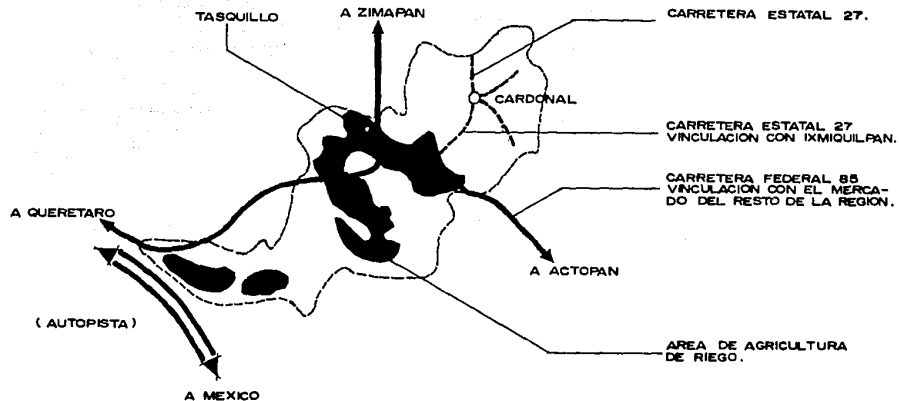 TASQUILLO
A ZIMAPAN
CARRETERA ESTATAL 27.
CARDONAL
CARRETERA ESTATAL 27
VINCULACION CON IXMIQUILPAN.
CARRETERA FEDERAL 85
VINCULACION CON EL MERCA-
DO DEL RESTO DE LA REGION.
A QUERETARO
A ACTOPAN
( AUTOPISTA )
AREA DE AGRICULTURA
DE RIEGO.
A MEXICO